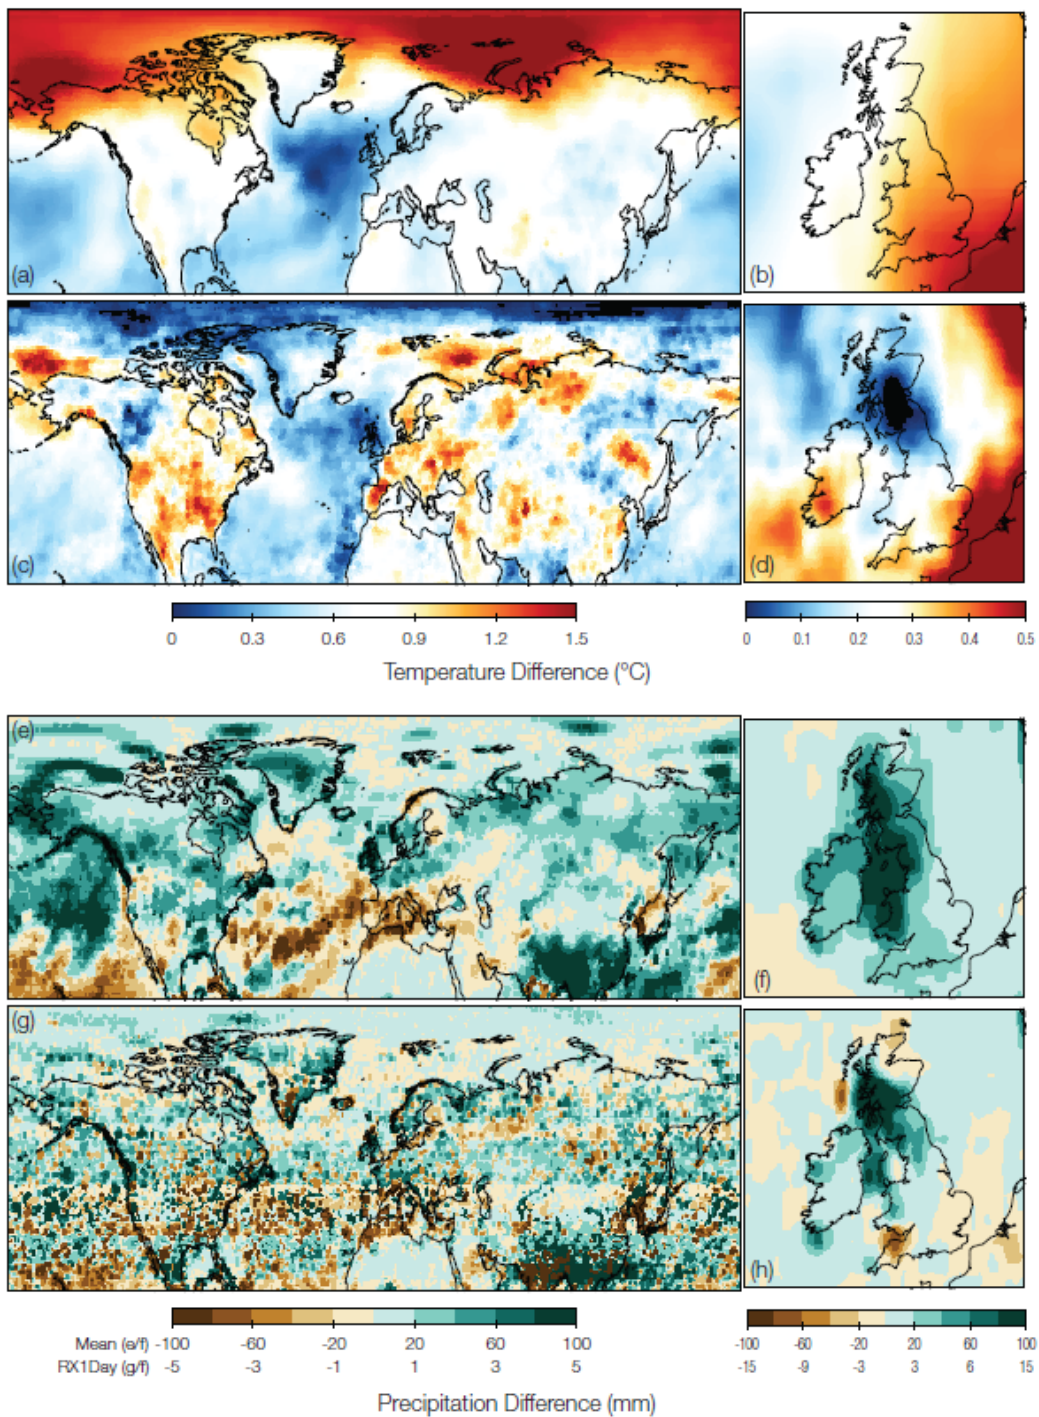 (a)
(b)
(c)
(d)
0 0.3 0.6 0.9 1.2 1.5
0 0.1 0.2 0.3 0.4 0.5
Temperature Difference (°C)
(e)
(f)
(g)
(h)
Mean (e/f) -100 -60 -20 20 60 100
RX1Day (g/f) -5 -3 -1 1 3 5
-100 -60 -20 20 60 100
-15 -9 -3 3 6 15
Precipitation Difference (mm)